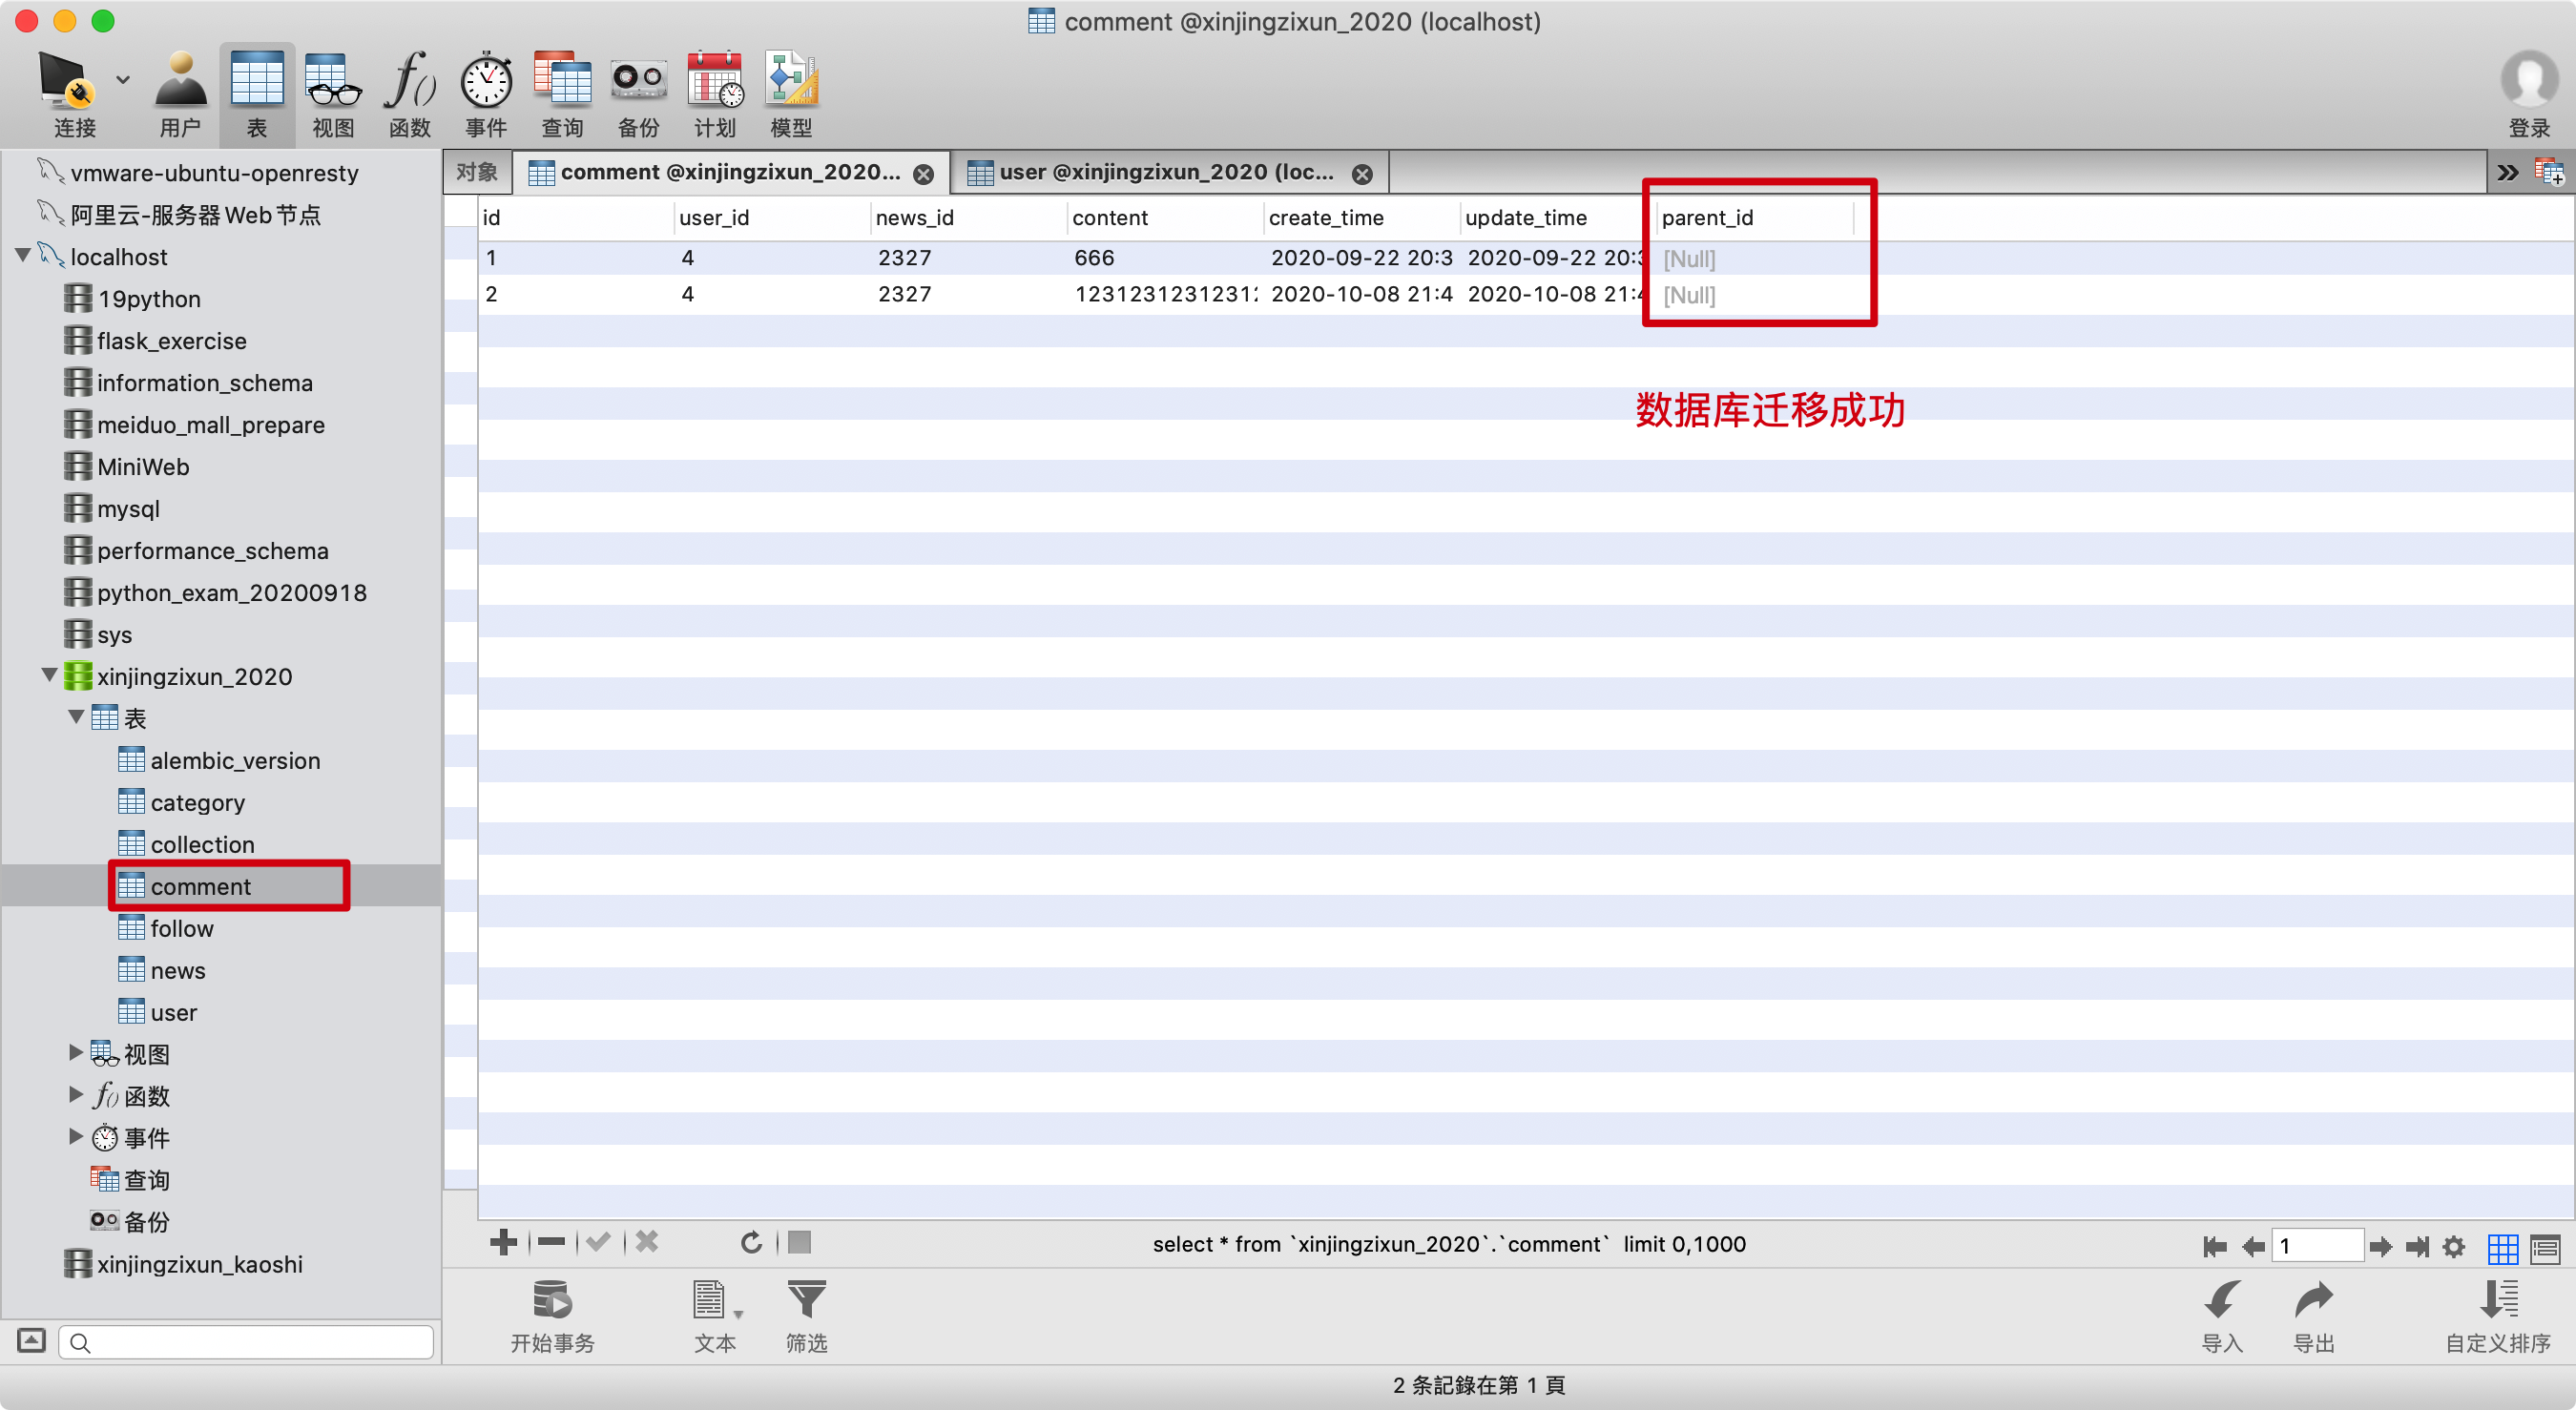 comment @xinjingzixun_2020 (localhost)
连接
用户
表
视图
函数
事件
查询
备份
计划
模型
登录
vmware-ubuntu-openresty
阿里云-服务器Web节点
localhost
19python
flask_exercise
information_schema
meiduo_mall_prepare
MiniWeb
mysql
performance_schema
python_exam_20200918
sys
xinjingzixun_2020
表
alembic_version
category
collection
comment
follow
news
user
视图
函数
事件
查询
备份
xinjingzixun_kaoshi
对象
comment @xinjingzixun_2020...
user @xinjingzixun_2020 (loc...
id user_id news_id content create_time update_time parent_id
1 4 2327 666 2020-09-22 20:3 2020-09-22 20:3 [Null]
2 4 2327 1231231231231 2020-10-08 21:4 2020-10-08 21:4 [Null]
数据库迁移成功
select * from `xinjingzixun_2020`.`comment` limit 0,1000
1
开始事务
文本
筛选
导入
导出
自定义排序
2 条記錄在第 1 頁